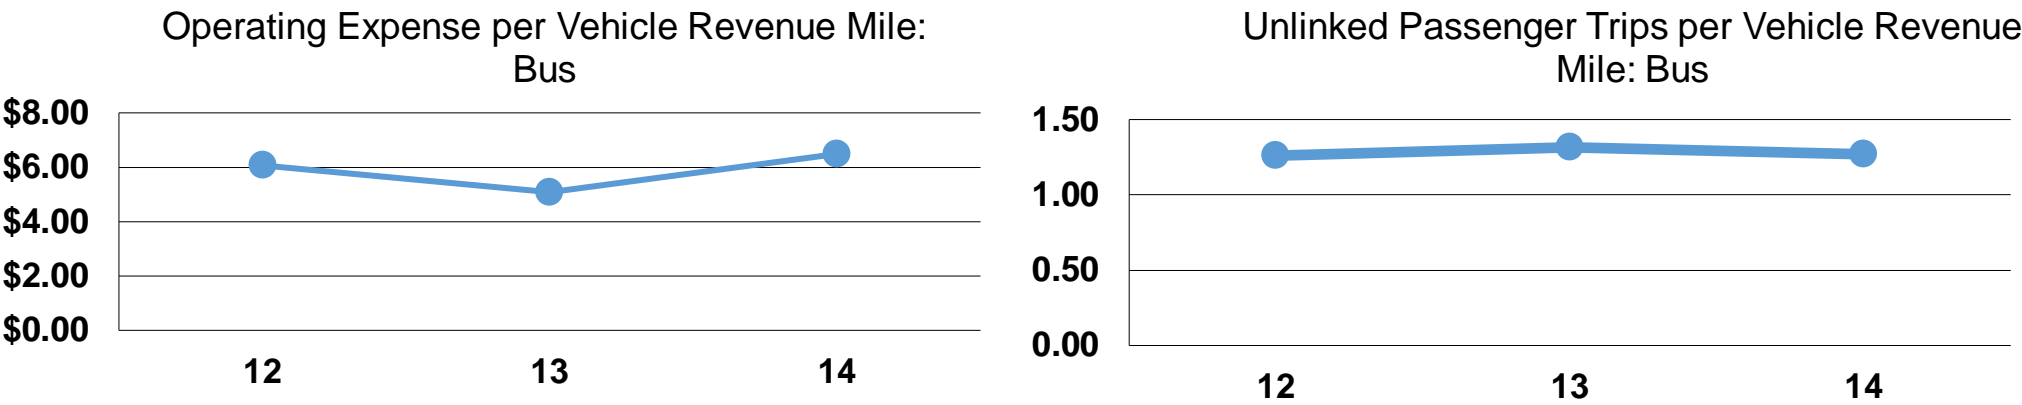 Operating Expense per Vehicle Revenue Mile:
Bus
$8.00
$6.00
$4.00
$2.00
$0.00
12 13 14
Unlinked Passenger Trips per Vehicle Revenue
Mile: Bus
1.50
1.00
0.50
0.00
12 13 14